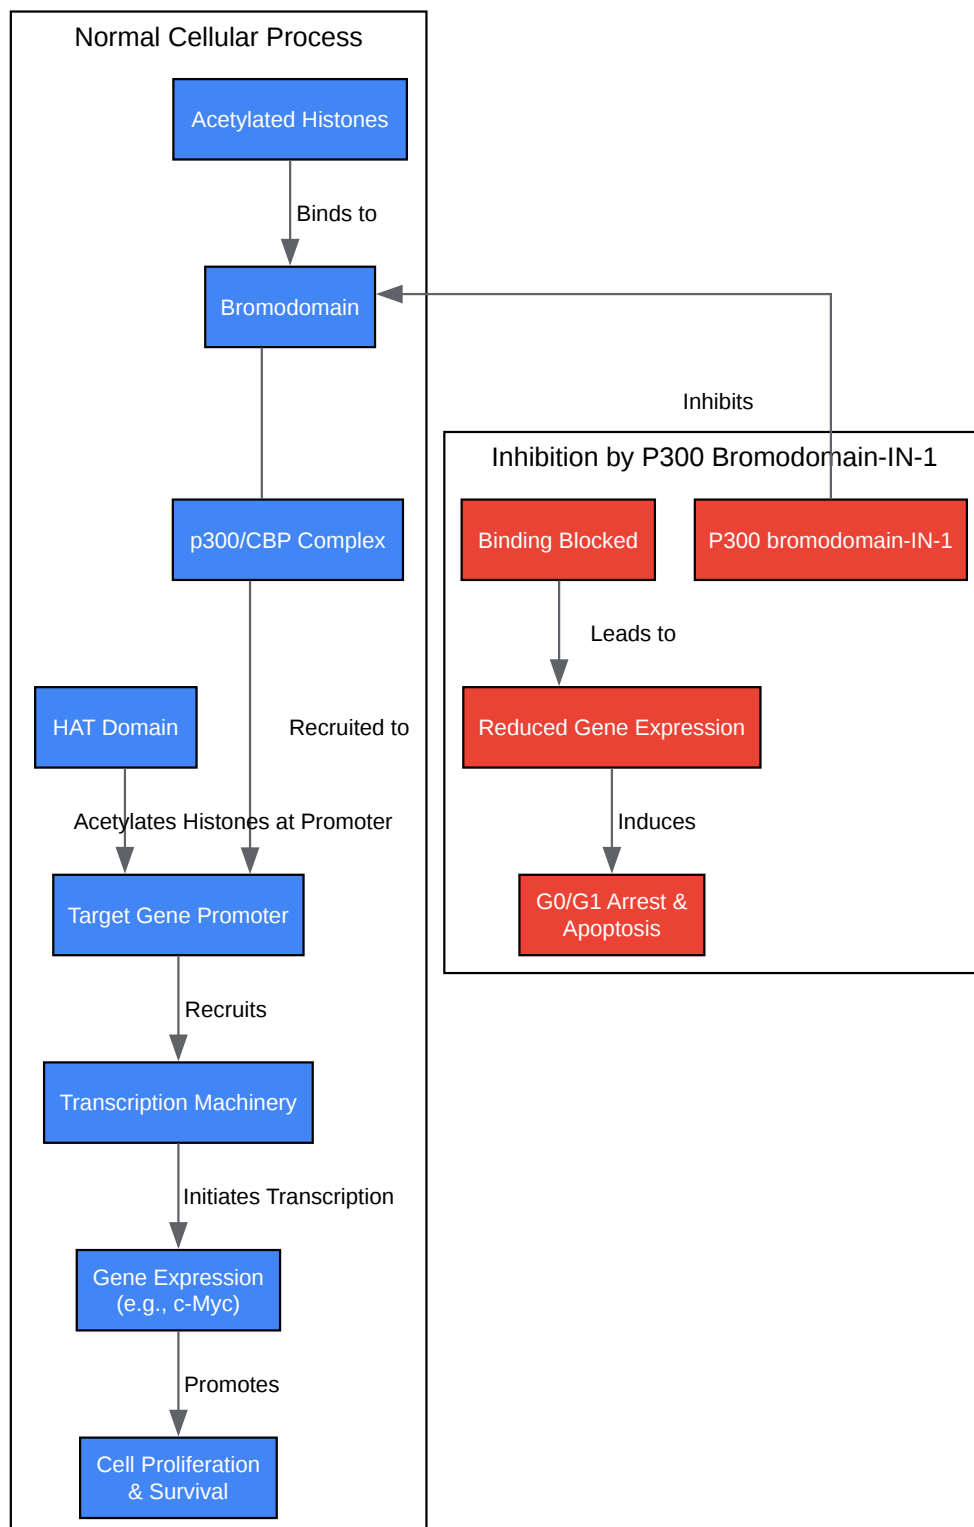 Normal Cellular Process
Acetylated Histones
Binds to
Bromodomain
p300/CBP Complex
HAT Domain
Recruited to
Acetylates Histones at Promoter
Target Gene Promoter
Recruits
Transcription Machinery
Initiates Transcription
Gene Expression
(e.g., c-Myc)
Promotes
Cell Proliferation
& Survival
Inhibits
Inhibition by P300 Bromodomain-IN-1
Binding Blocked
P300 bromodomain-IN-1
Leads to
Reduced Gene Expression
Induces
G0/G1 Arrest &
Apoptosis